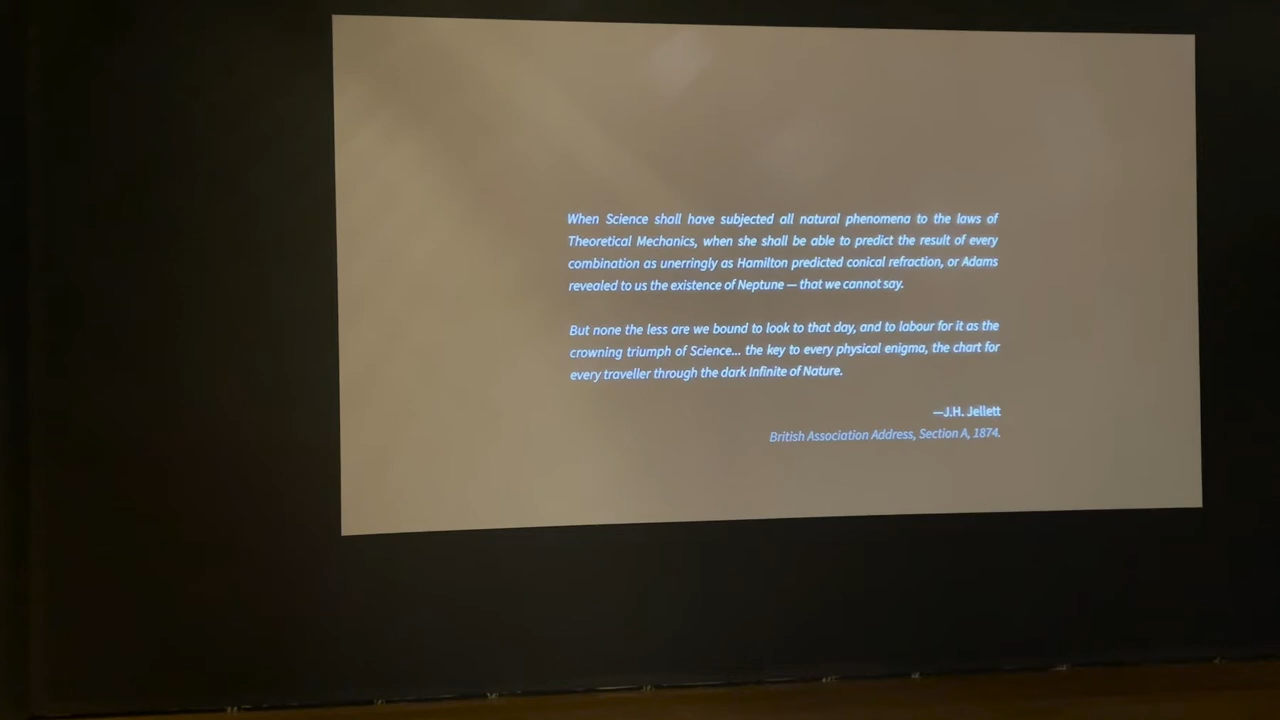 When Science shall have subjected all natural phenomena to the laws of
Theoretical Mechanics, when she shall be able to predict the result of every
combination as unerringly as Hamilton predicted conical refraction, or Adams
revealed to us the existence of Neptune — that we cannot say.
But none the less are we bound to look to that day, and to labour for it as the
crowning triumph of Science... the key to every physical enigma, the chart for
every traveller through the dark Infinite of Nature.
—J.H. Jellett
British Association Address, Section A, 1874.